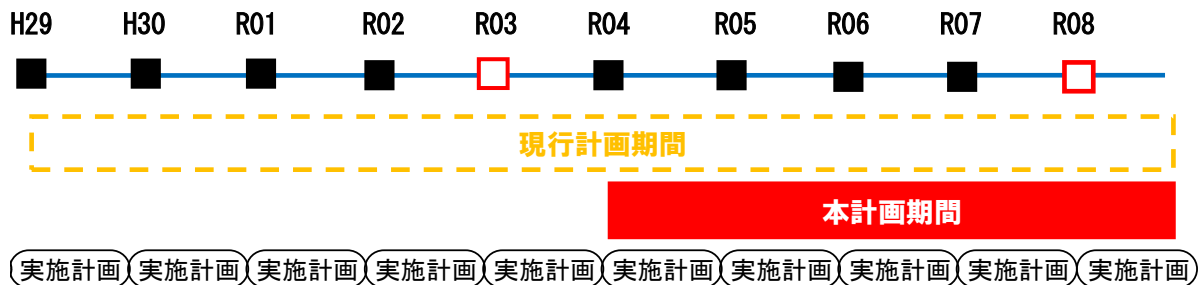 H29 H30 R01 R02 R03 R04 R05 R06 R07 R08
現行計画期間
本計画期間
実施計画 実施計画 実施計画 実施計画 実施計画 実施計画 実施計画 実施計画 実施計画 実施計画